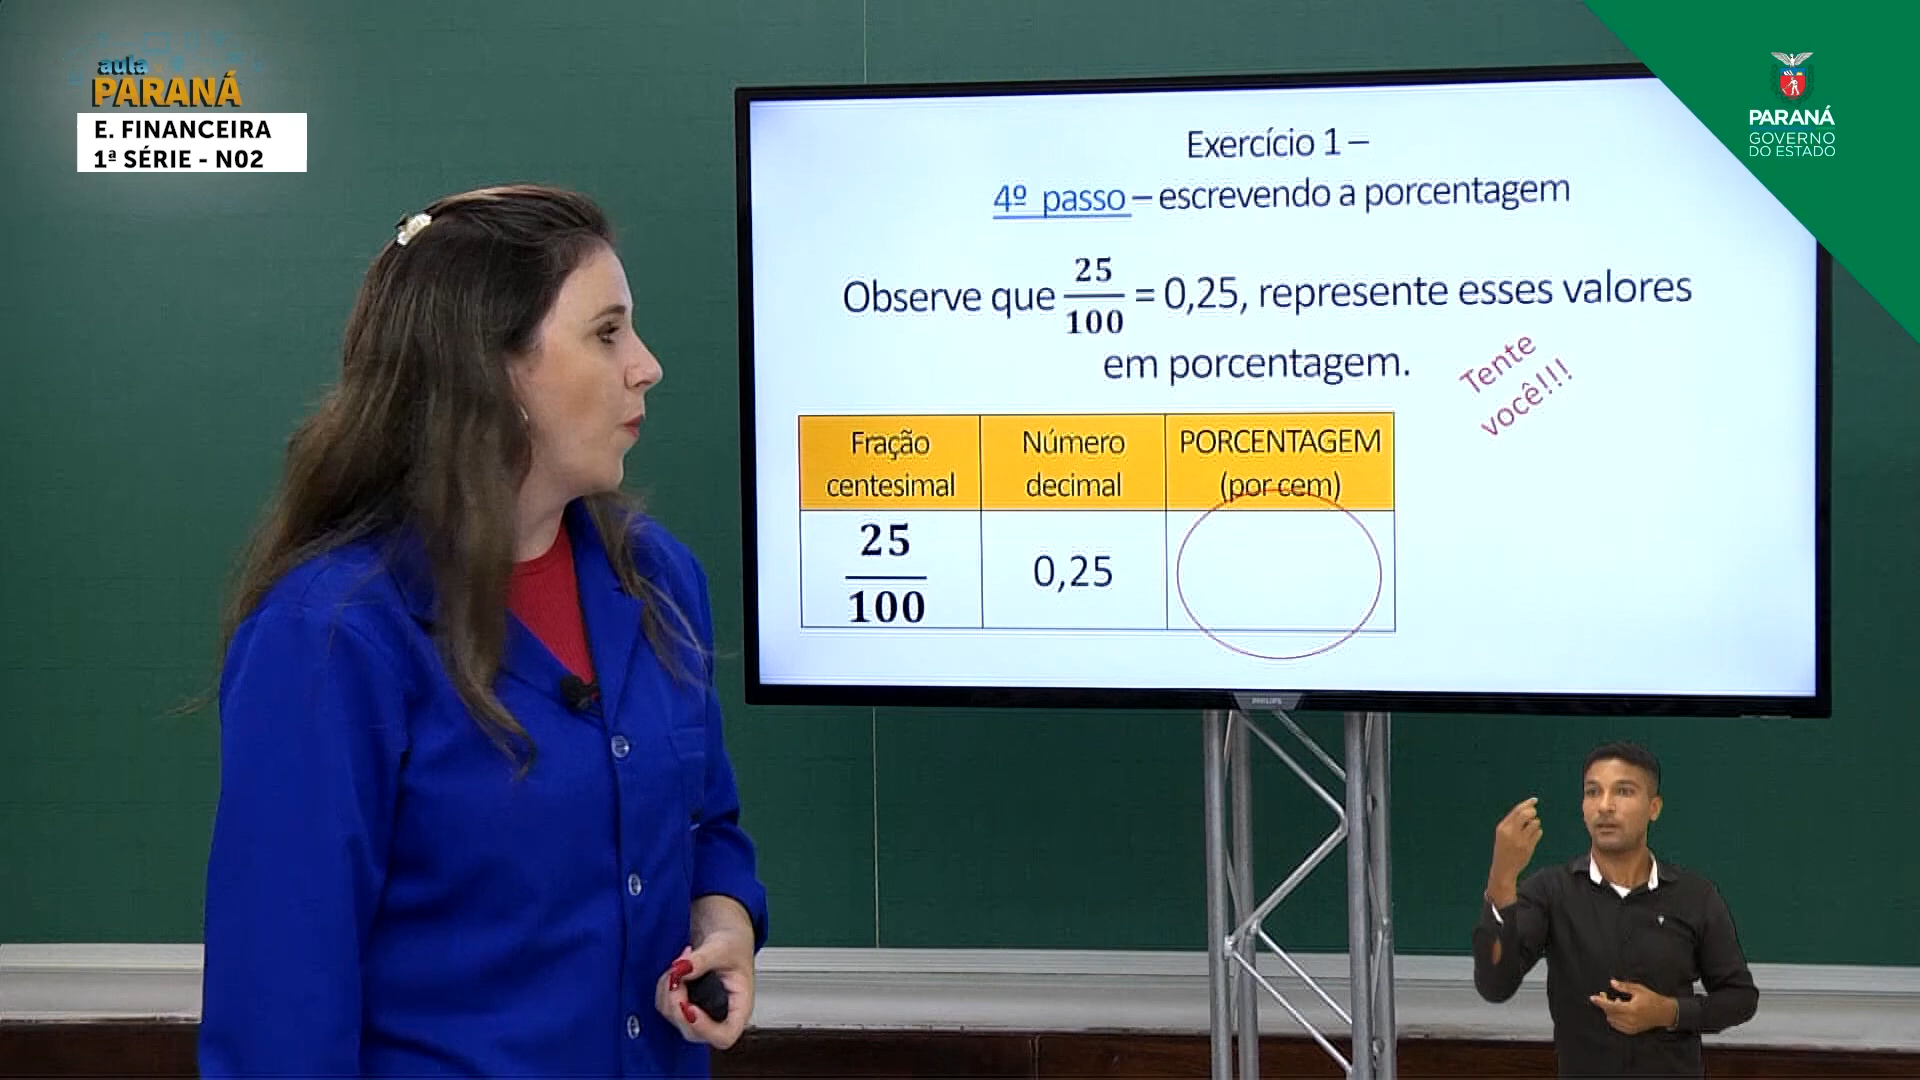 aula
PARANÁ
E. FINANCEIRA
1ª SÉRIE - N02
PARANÁ
GOVERNO
DO ESTADO
Exercício 1 –
4º passo – escrevendo a porcentagem
Observe que 25/100 = 0,25, represente esses valores
em porcentagem.
Tente
você!!!
Fração
centesimal
Número
decimal
PORCENTAGEM
(por cem)
25
100
0,25
PHILIPS